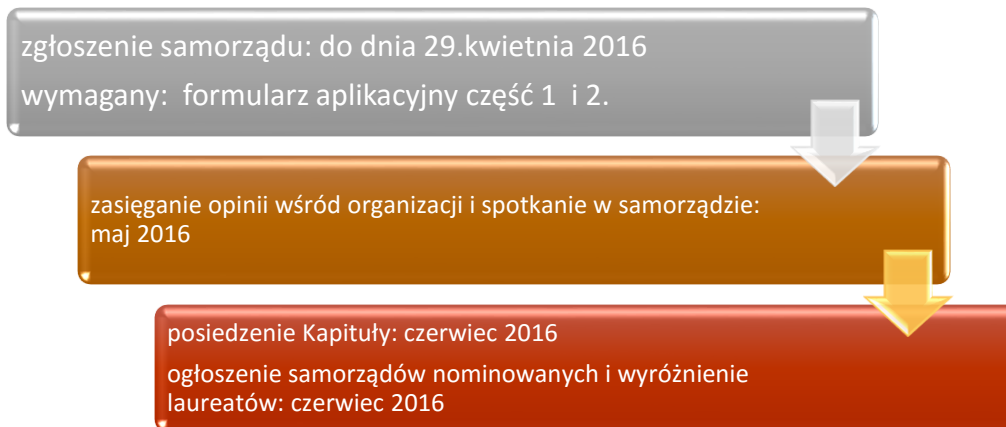 zgłoszenie samorządu: do dnia 29.kwietnia 2016
wymagany:  formularz aplikacyjny część 1  i 2.
zasięganie opinii wśród organizacji i spotkanie w samorządzie:
maj 2016
posiedzenie Kapituły: czerwiec 2016
ogłoszenie samorządów nominowanych i wyróżnienie
laureatów: czerwiec 2016